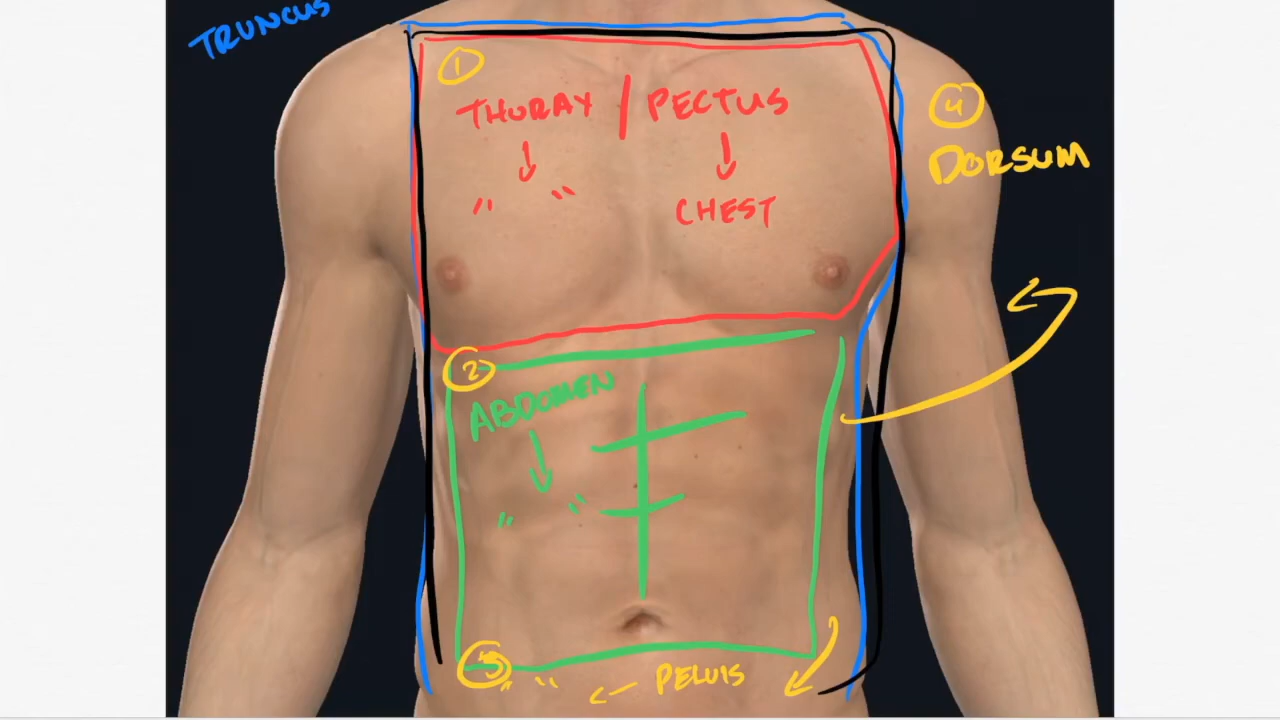 TRUNCUS
1
THORAX / PECTUS
↓ ↓
" " CHEST
4
DORSUM
2
ABDOMEN
↓
" "
3
" " ← PELVIS